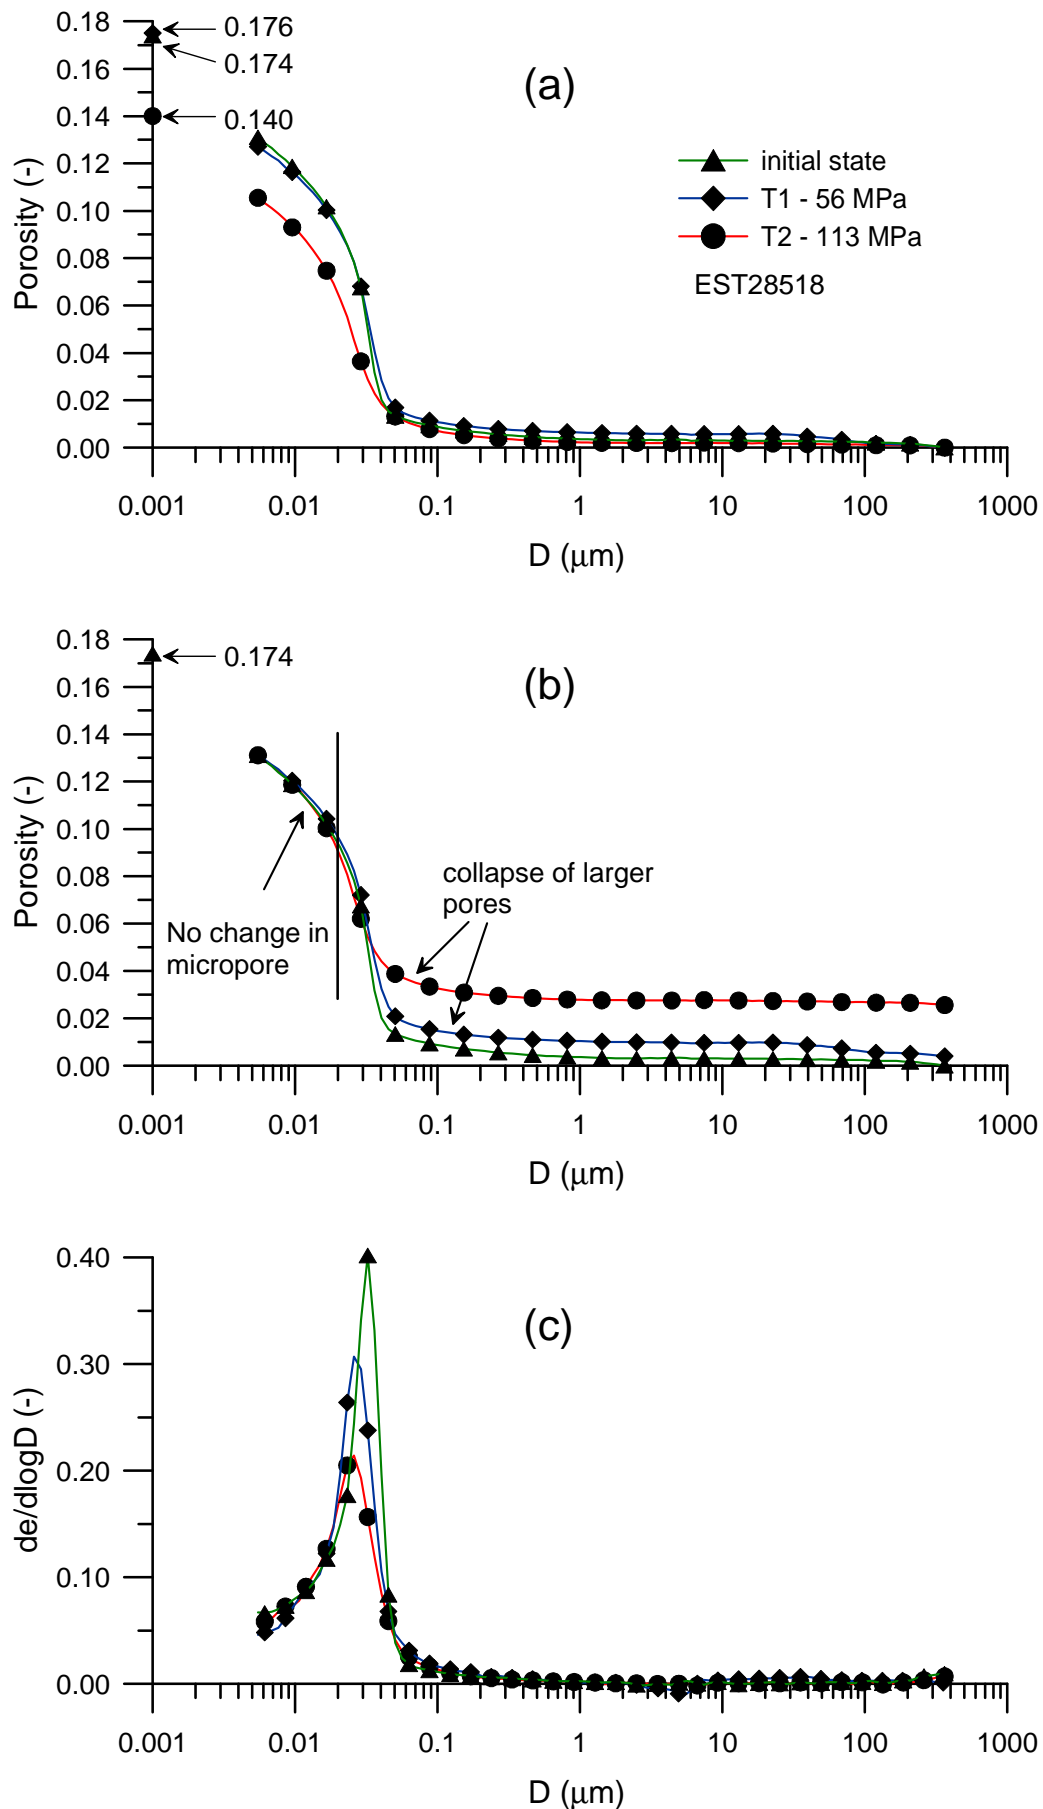 0.18
0.176
0.174
0.16
(a)
0.14
0.140
initial state
0.12
T1 - 56 MPa
0.10
T2 - 113 MPa
0.08
EST28518
0.06
0.04
0.02
0.00
Porosity (-)
0.001 0.01 0.1 1 10 100 1000
D (μm)
0.18
0.174
(b)
0.16
0.14
0.12
0.10
0.08
collapse of larger
pores
0.06
No change in
micropore
0.04
0.02
0.00
Porosity (-)
0.001 0.01 0.1 1 10 100 1000
D (μm)
0.40
(c)
0.30
0.20
0.10
0.00
de/dlogD (-)
0.001 0.01 0.1 1 10 100 1000
D (μm)